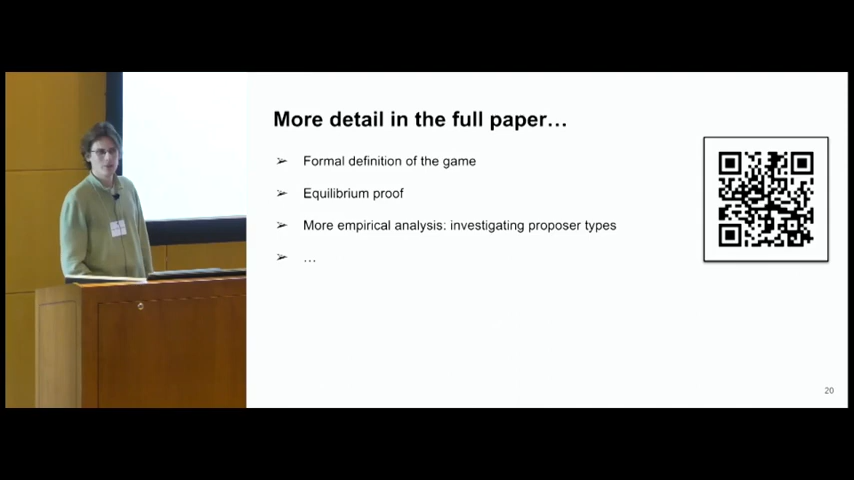 More detail in the full paper…
➢ Formal definition of the game
➢ Equilibrium proof
➢ More empirical analysis: investigating proposer types
➢ …
20